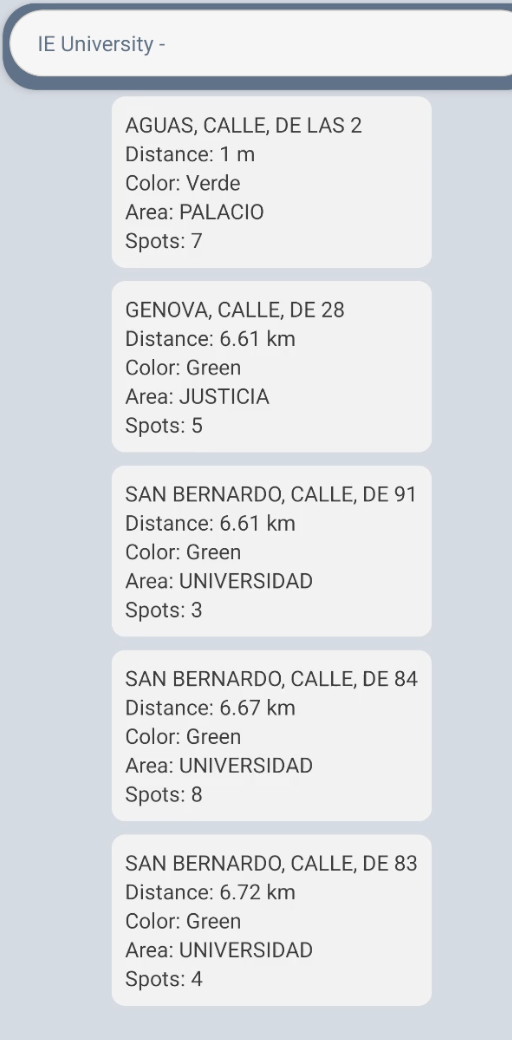 IE University -
AGUAS, CALLE, DE LAS 2
Distance: 1 m
Color: Verde
Area: PALACIO
Spots: 7
GENOVA, CALLE, DE 28
Distance: 6.61 km
Color: Green
Area: JUSTICIA
Spots: 5
SAN BERNARDO, CALLE, DE 91
Distance: 6.61 km
Color: Green
Area: UNIVERSIDAD
Spots: 3
SAN BERNARDO, CALLE, DE 84
Distance: 6.67 km
Color: Green
Area: UNIVERSIDAD
Spots: 8
SAN BERNARDO, CALLE, DE 83
Distance: 6.72 km
Color: Green
Area: UNIVERSIDAD
Spots: 4